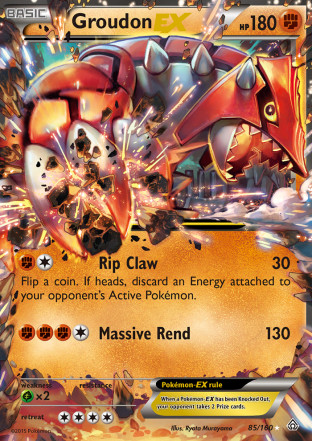 BASIC
Groudon EX HP 180
Rip Claw 30
Flip a coin. If heads, discard an Energy attached to
your opponent's Active Pokémon.
Massive Rend 130
weakness resistance
×2
retreat
Pokémon-EX rule
When a Pokémon-EX has been Knocked Out,
your opponent takes 2 Prize cards.
©2015 Pokémon
Illus. Ryota Murayama 85/160